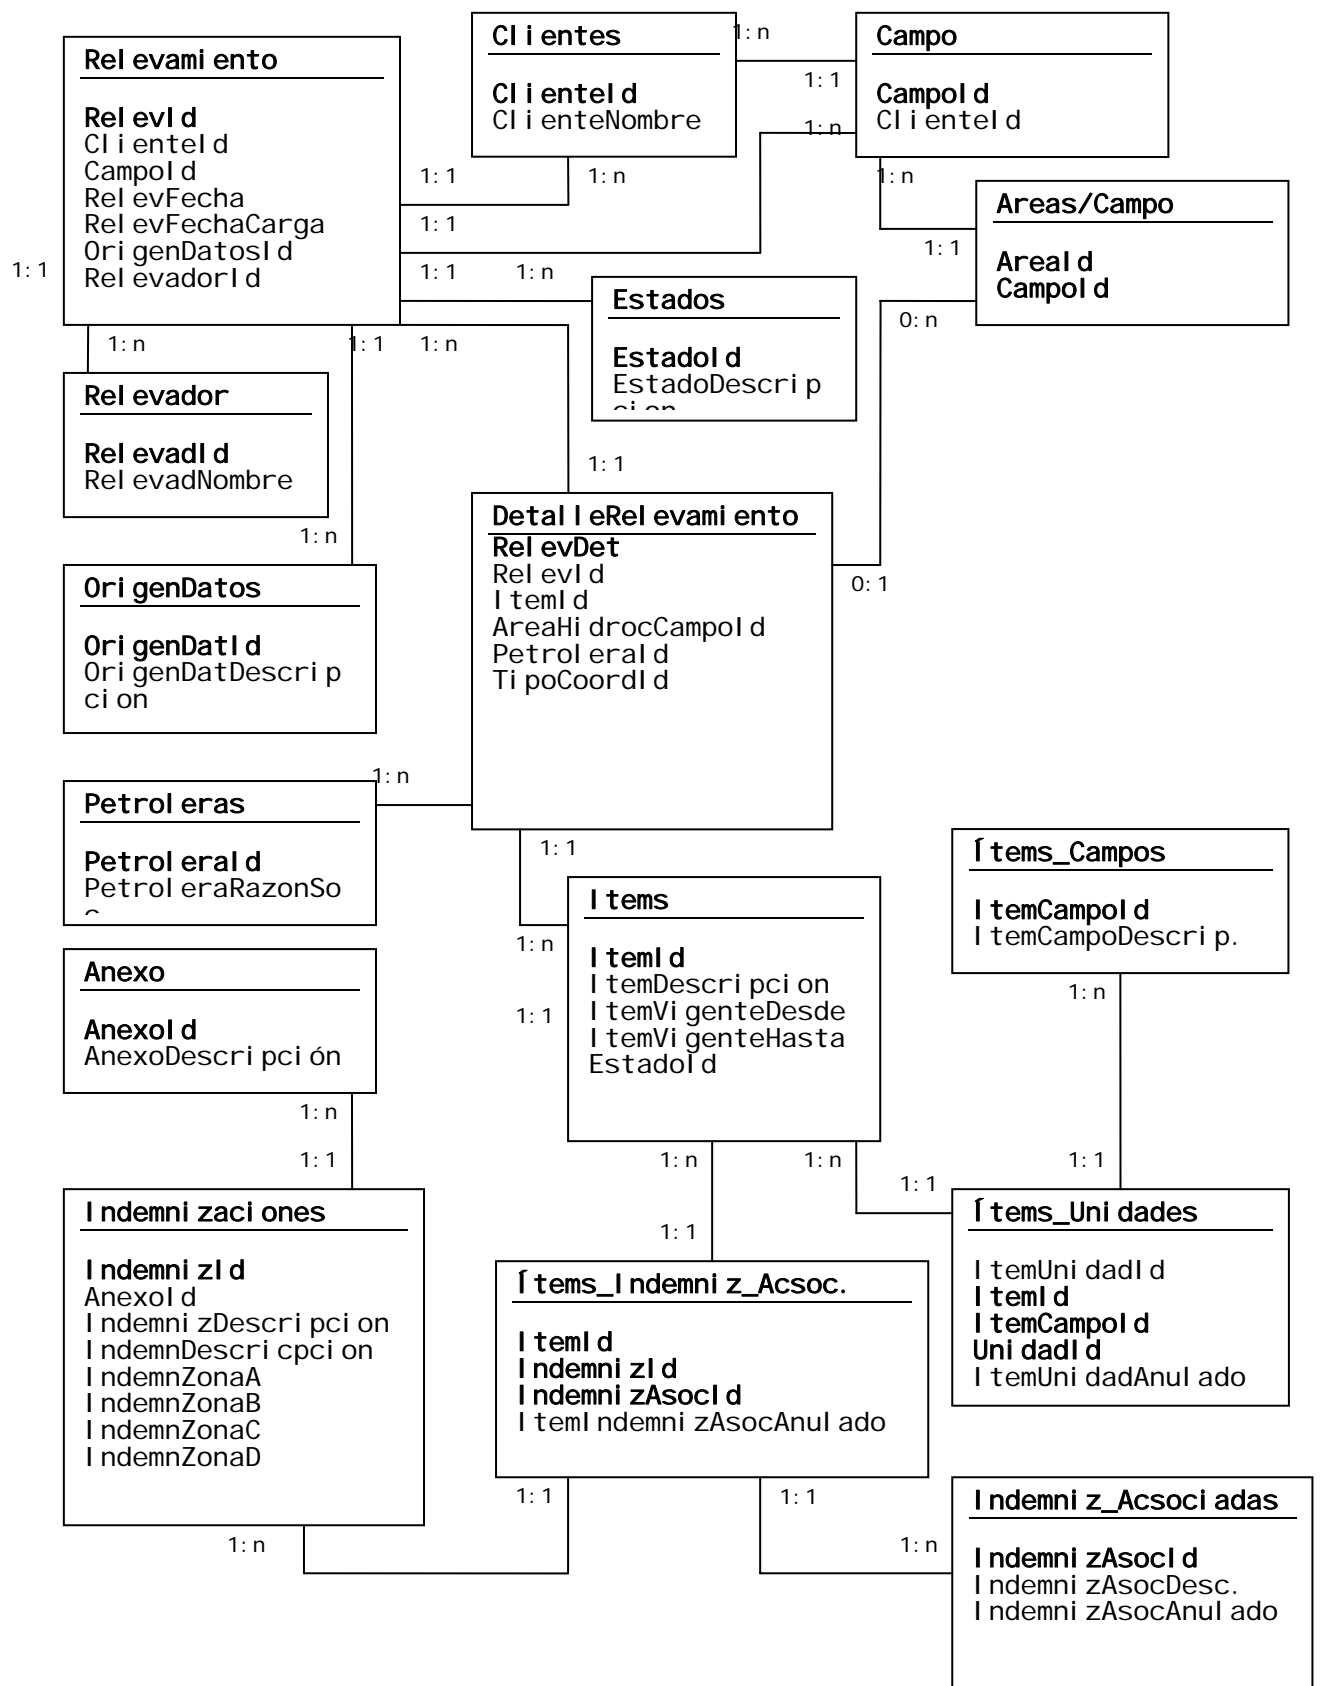 Relevamiento
RelevId
ClienteId
CampoId
RelevFecha
RelevFechaCarga
OrigenDatosId
RelevadorId
Clientes
ClienteId
ClienteNombre
1:n
1:1
Campo
CampoId
ClienteId
1:n
1:1
1:n
1:n
1:1
Areas/Campo
AreaId
CampoId
1:1
1:1
1:1
1:n
0:n
Estados
EstadoId
EstadoDescrip
cion
1:n
1:1
1:n
Relevador
RelevadId
RelevadNombre
1:1
1:n
DetalleRelevamiento
RelevDet
RelevId
ItemId
AreaHidrocCampoId
PetroleraId
TipoCoordId
0:1
OrigenDatos
OrigenDatId
OrigenDatDescrip
cion
1:n
Petroleras
PetroleraId
PetroleraRazonSo
1:1
Items
ItemId
ItemDescripcion
ItemVigenteDesde
ItemVigenteHasta
EstadoId
1:n
1:1
Ítems_Campos
ItemCampoId
ItemCampoDescrip.
1:n
Anexo
AnexoId
AnexoDescripción
1:n
1:1
1:n
1:n
1:1
1:1
1:1
Indemnizaciones
IndemnizId
AnexoId
IndemnizDescripcion
IndemnDescricpcion
IndemnZonaA
IndemnZonaB
IndemnZonaC
IndemnZonaD
Ítems_Indemniz_Acsoc.
ItemId
IndemnizId
IndemnizAsocId
ItemIndemnizAsocAnulado
Ítems_Unidades
ItemUnidadId
ItemId
ItemCampoId
UnidadId
ItemUnidadAnulado
1:1
1:1
1:n
1:n
Indemniz_Acsociadas
IndemnizAsocId
IndemnizAsocDesc.
IndemnizAsocAnulado